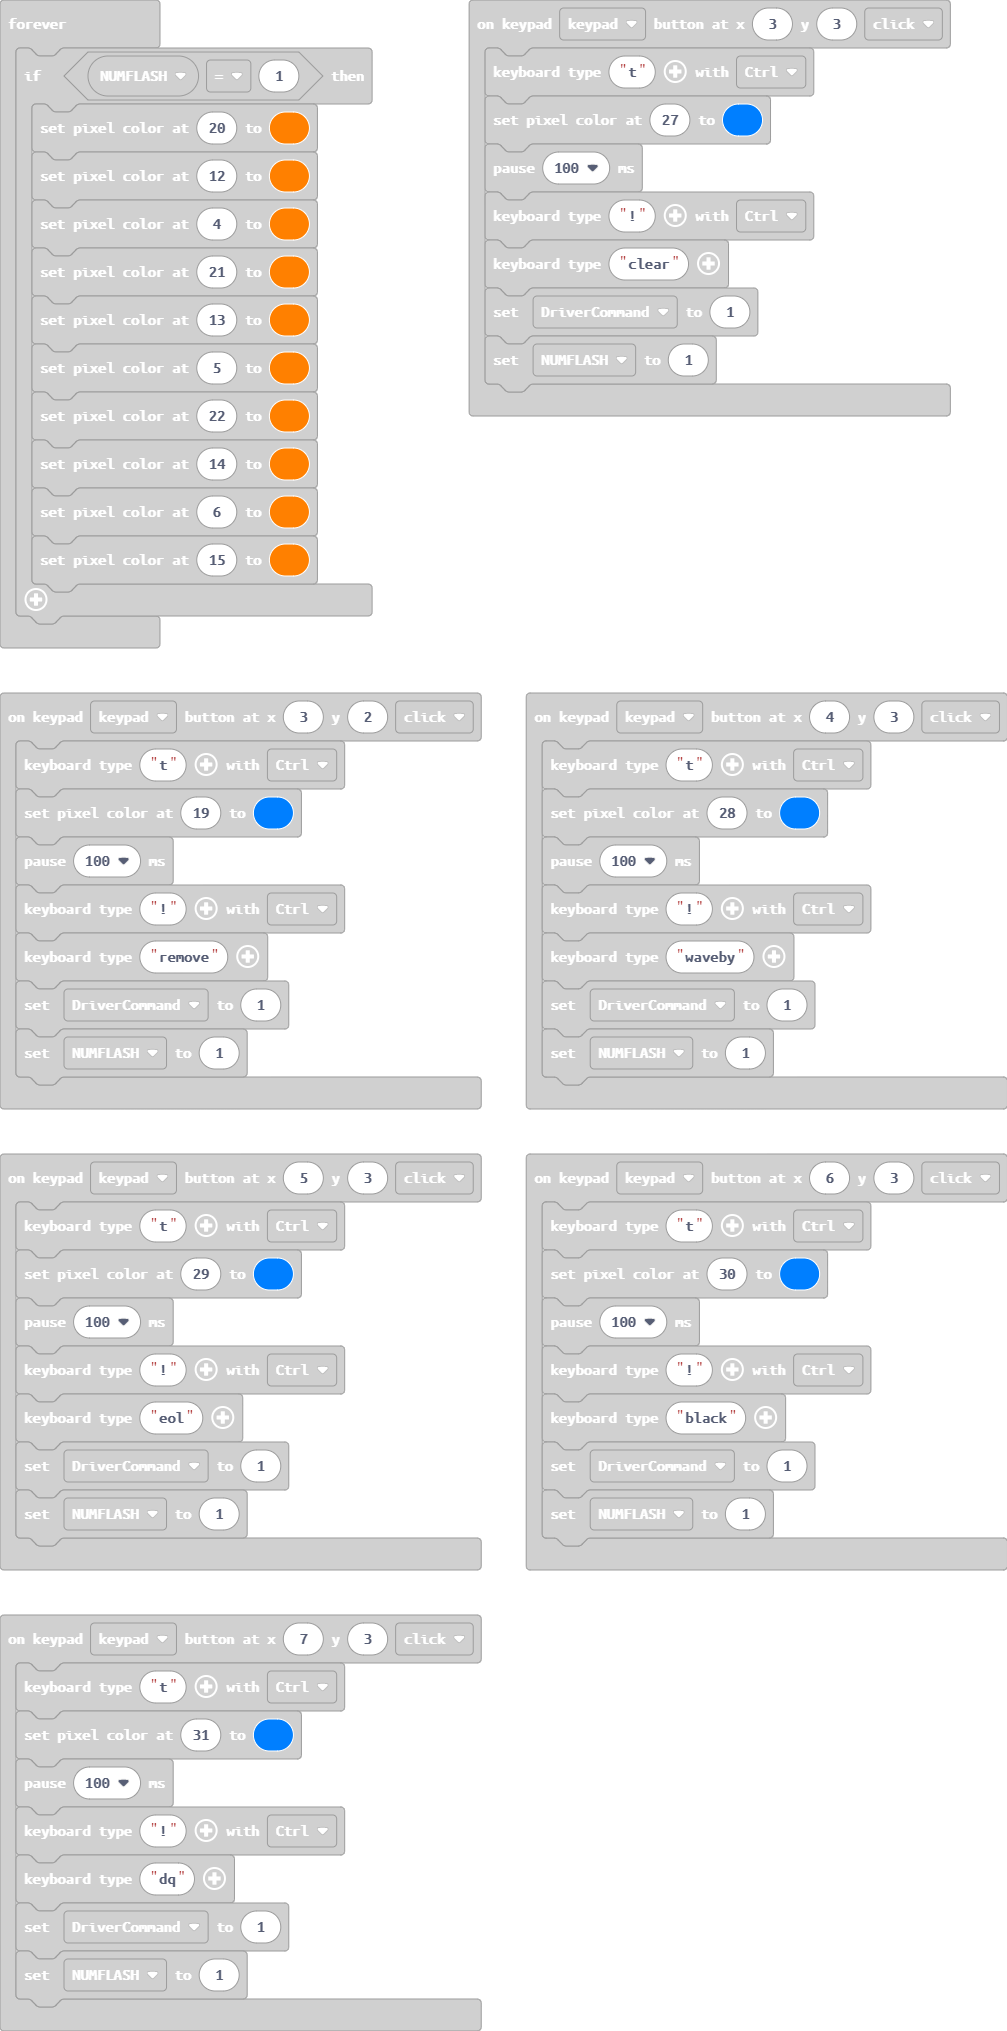 forever
if NUMFLASH = 1 then
set pixel color at 20 to
set pixel color at 12 to
set pixel color at 4 to
set pixel color at 21 to
set pixel color at 13 to
set pixel color at 5 to
set pixel color at 22 to
set pixel color at 14 to
set pixel color at 6 to
set pixel color at 15 to
on keypad keypad button at x 3 y 3 click
keyboard type "t" with Ctrl
set pixel color at 27 to
pause 100 ms
keyboard type "!" with Ctrl
keyboard type "clear"
set DriverCommand to 1
set NUMFLASH to 1
on keypad keypad button at x 3 y 2 click
keyboard type "t" with Ctrl
set pixel color at 19 to
pause 100 ms
keyboard type "!" with Ctrl
keyboard type "remove"
set DriverCommand to 1
set NUMFLASH to 1
on keypad keypad button at x 4 y 3 click
keyboard type "t" with Ctrl
set pixel color at 28 to
pause 100 ms
keyboard type "!" with Ctrl
keyboard type "waveby"
set DriverCommand to 1
set NUMFLASH to 1
on keypad keypad button at x 5 y 3 click
keyboard type "t" with Ctrl
set pixel color at 29 to
pause 100 ms
keyboard type "!" with Ctrl
keyboard type "eol"
set DriverCommand to 1
set NUMFLASH to 1
on keypad keypad button at x 6 y 3 click
keyboard type "t" with Ctrl
set pixel color at 30 to
pause 100 ms
keyboard type "!" with Ctrl
keyboard type "black"
set DriverCommand to 1
set NUMFLASH to 1
on keypad keypad button at x 7 y 3 click
keyboard type "t" with Ctrl
set pixel color at 31 to
pause 100 ms
keyboard type "!" with Ctrl
keyboard type "dq"
set DriverCommand to 1
set NUMFLASH to 1